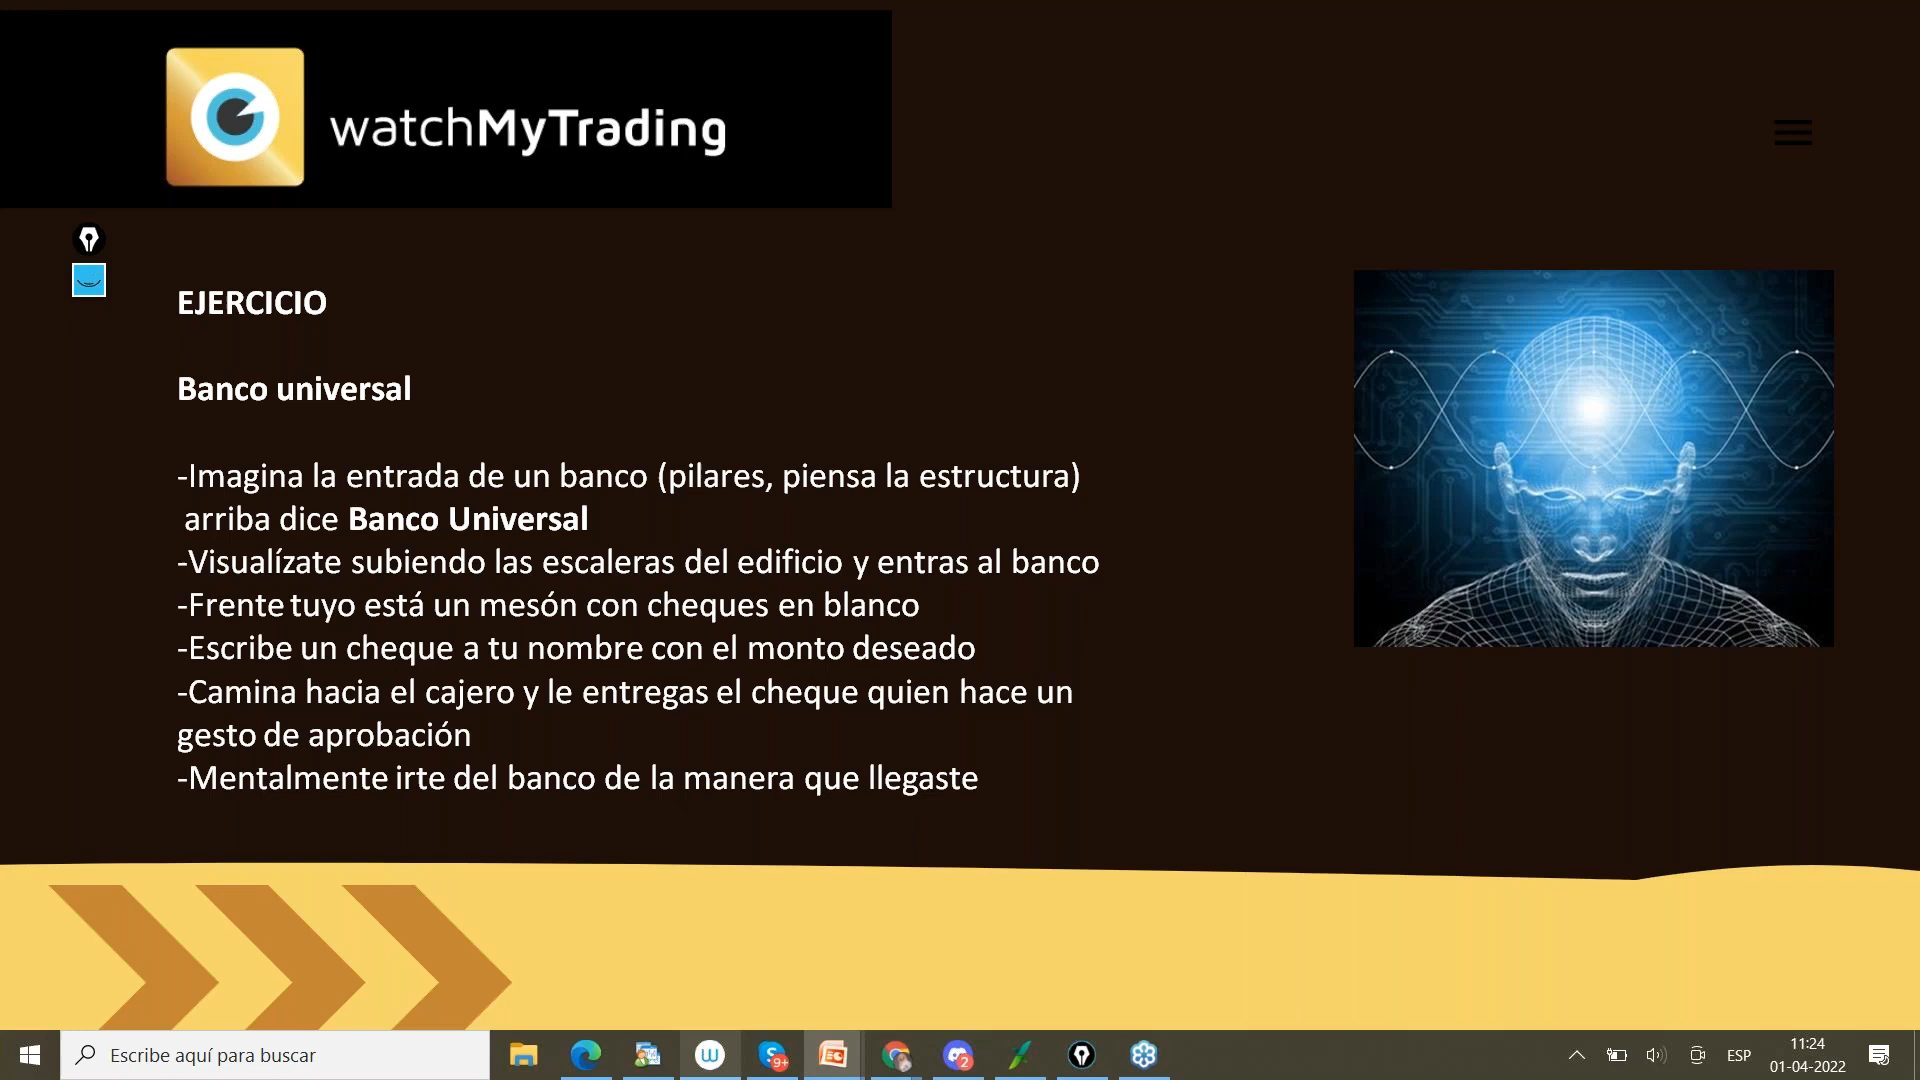 watchMyTrading
EJERCICIO
Banco universal
-Imagina la entrada de un banco (pilares, piensa la estructura)
arriba dice Banco Universal
-Visualízate subiendo las escaleras del edificio y entras al banco
-Frente tuyo está un mesón con cheques en blanco
-Escribe un cheque a tu nombre con el monto deseado
-Camina hacia el cajero y le entregas el cheque quien hace un
gesto de aprobación
-Mentalmente irte del banco de la manera que llegaste
Escribe aquí para buscar
9+
2
ESP
11:24
01-04-2022